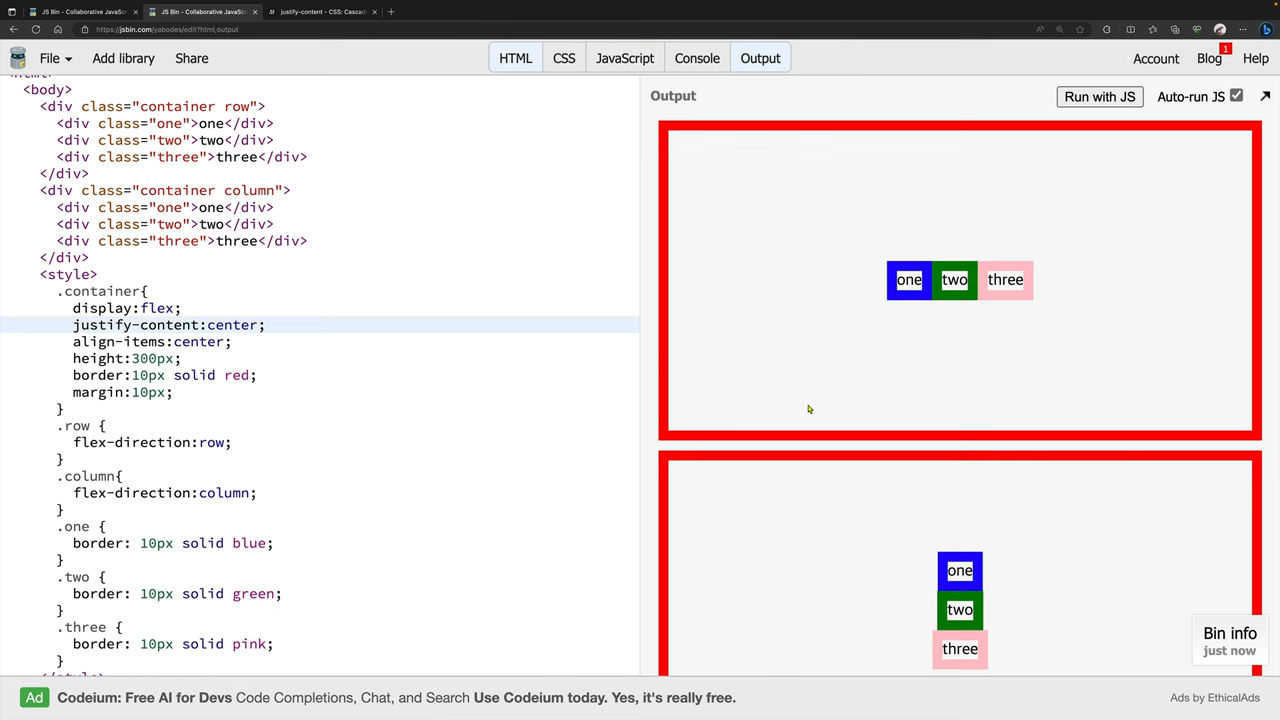 JS Bin - Collaborative JavaScri
JS Bin - Collaborative JavaScri
justify-content - CSS: Cascad
https://jsbin.com/yabodes/edit?html,output
File
Add library
Share
HTML
CSS
JavaScript
Console
Output
Account
Blog
1
Help
<body>
<div class="container row">
<div class="one">one</div>
<div class="two">two</div>
<div class="three">three</div>
</div>
<div class="container column">
<div class="one">one</div>
<div class="two">two</div>
<div class="three">three</div>
</div>
<style>
.container{
display:flex;
justify-content:center;
align-items:center;
height:300px;
border:10px solid red;
margin:10px;
}
.row {
flex-direction:row;
}
.column{
flex-direction:column;
}
.one {
border: 10px solid blue;
}
.two {
border: 10px solid green;
}
.three {
border: 10px solid pink;
}
Output
Run with JS
Auto-run JS
one two three
one
two
three
Bin info
just now
Ad Codeium: Free AI for Devs Code Completions, Chat, and Search Use Codeium today. Yes, it's really free.
Ads by EthicalAds